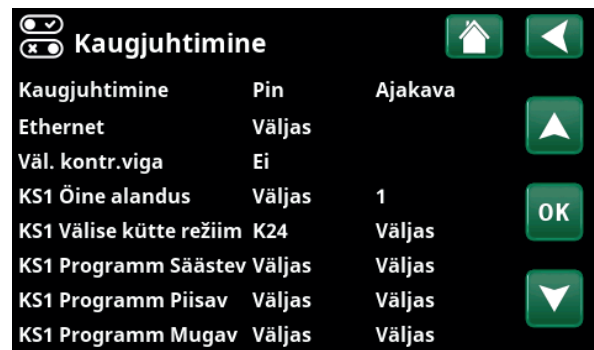 Kaugjuhtimine
Kaugjuhtimine Pin Ajakava
Ethernet Väljas
Väl. kontr.viga Ei
KS1 Öine alandus Väljas 1
OK
KS1 Välise kütte režiim K24 Väljas
KS1 Programm Säästev Väljas Väljas
KS1 Programm Piisav Väljas Väljas
KS1 Programm Mugav Väljas Väljas